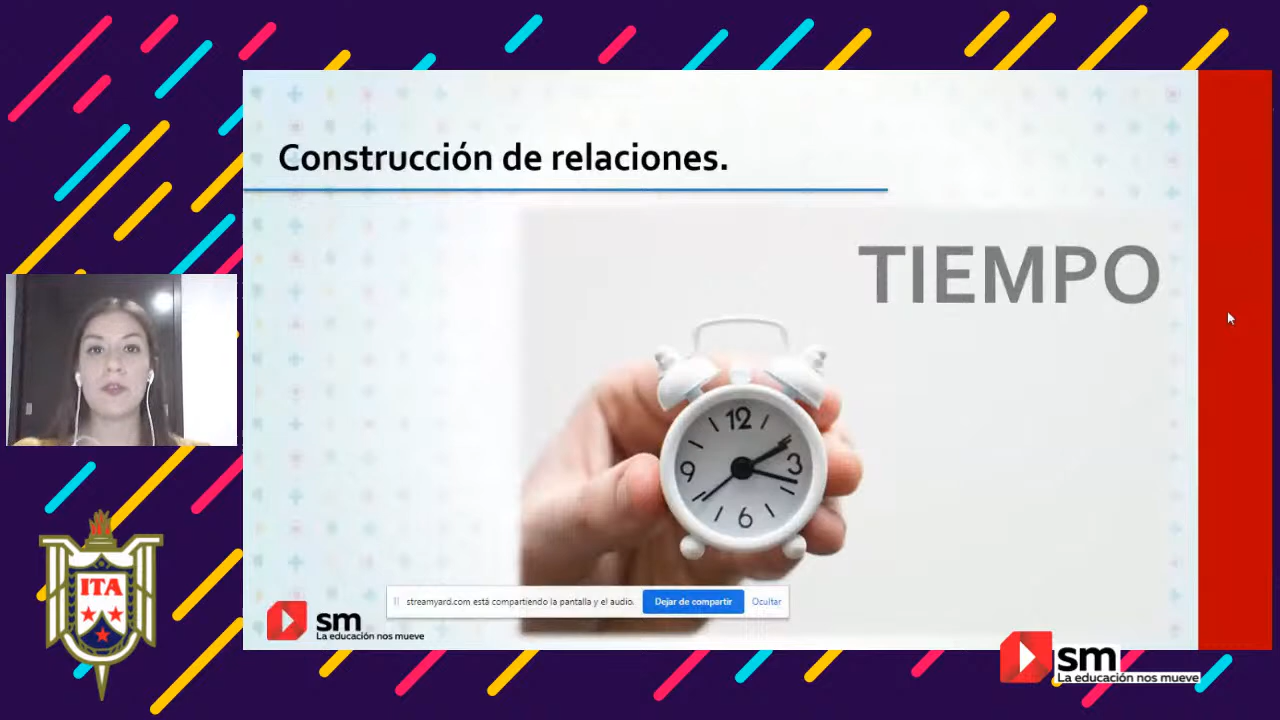 Construcción de relaciones.
TIEMPO
12
3
9
6
streamyard.com está compartiendo la pantalla y el audio.
Dejar de compartir
Ocultar
ITA
sm
La educación nos mueve
sm
La educación nos mueve